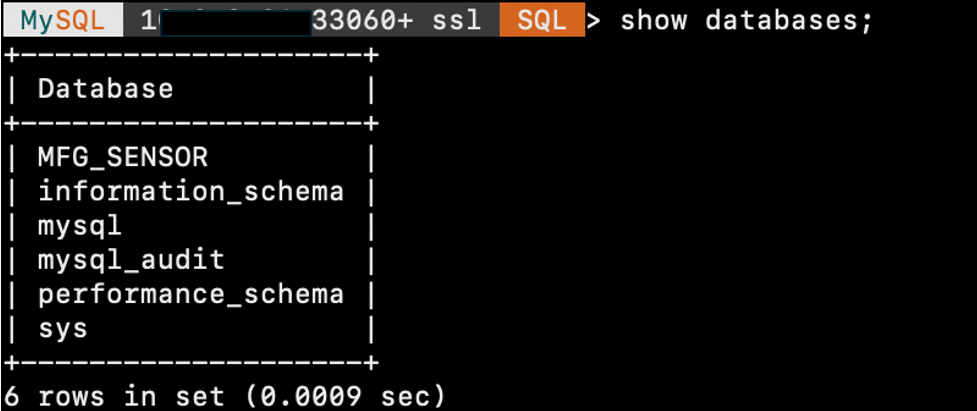 MySQL 1 33060+ ssl SQL > show databases;
+--------------------+
| Database           |
+--------------------+
| MFG_SENSOR         |
| information_schema |
| mysql              |
| mysql_audit        |
| performance_schema |
| sys                |
+--------------------+
6 rows in set (0.0009 sec)